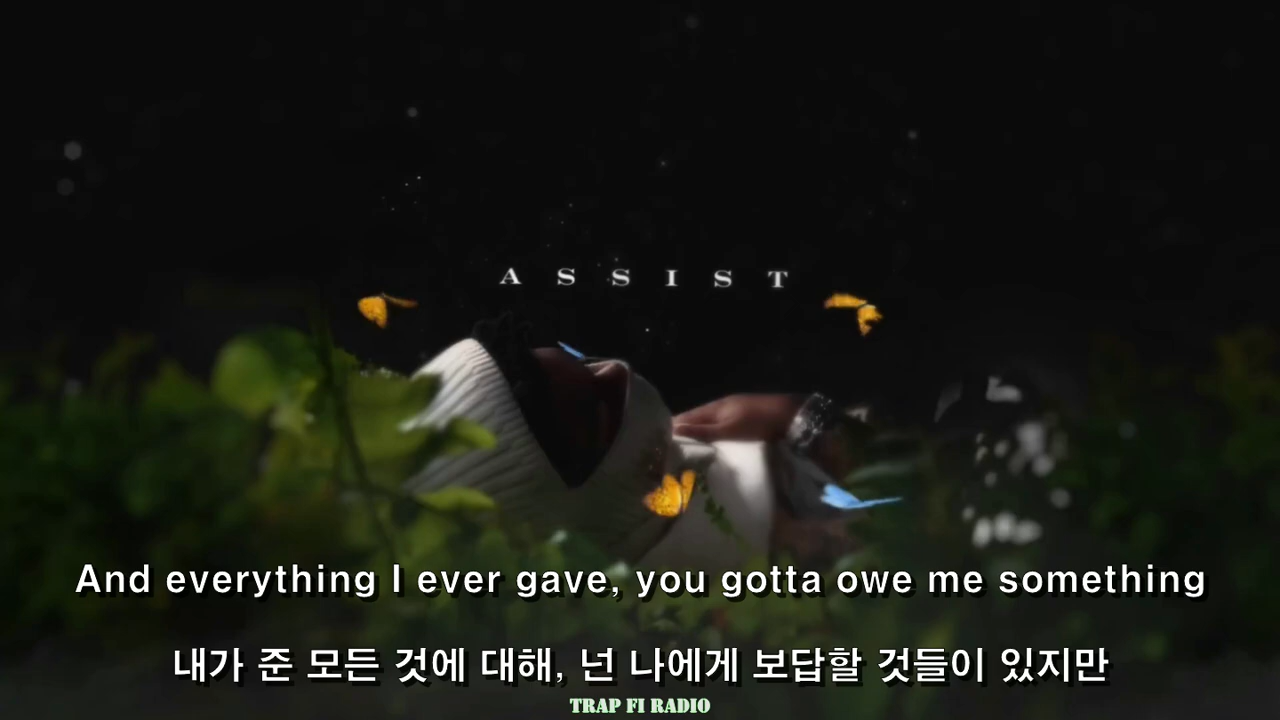 ASSIST
And everything I ever gave, you gotta owe me something
내가 준 모든 것에 대해, 넌 나에게 보답할 것들이 있지만
TRAP FI RADIO